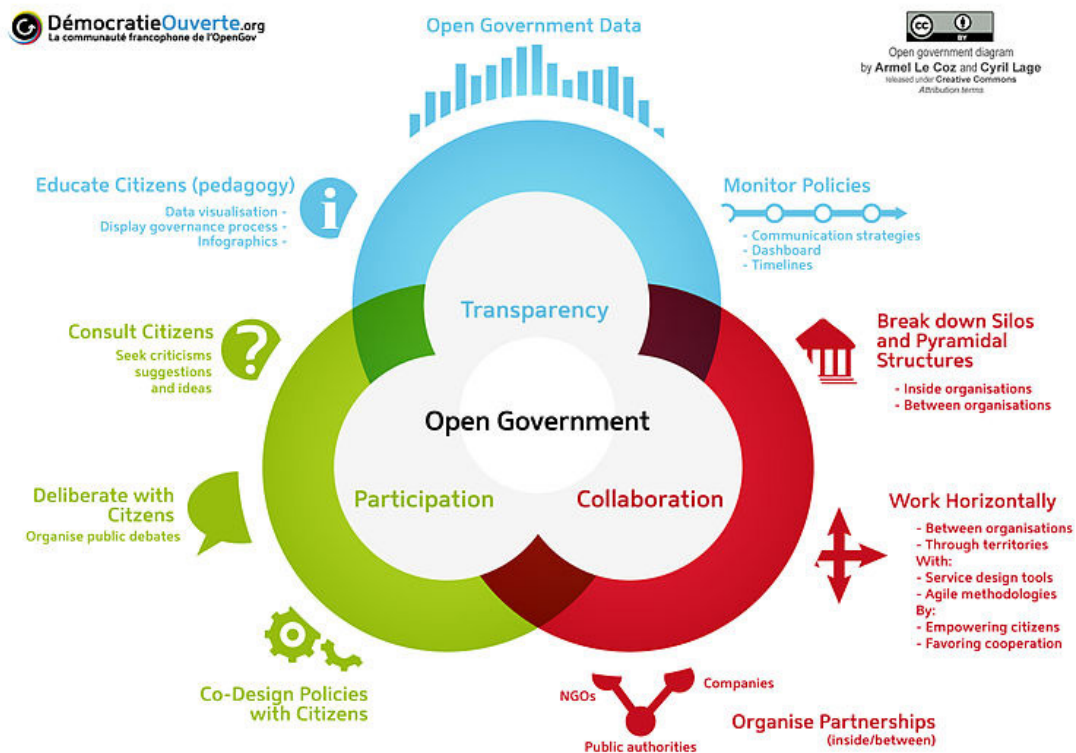 DémocratieOuverte.org
La communauté francophone de l'OpenGov
Open Government Data
CC
BY
Open government diagram
by Armel Le Coz and Cyril Lage
released under Creative Commons
Attribution terms
Educate Citizens (pedagogy)
Data visualisation -
Display governance process -
Infographics -
i
Monitor Policies
- Communication strategies
- Dashboard
- Timelines
Transparency
Consult Citizens
Seek criticisms
suggestions
and ideas
?
Break down Silos
and Pyramidal
Structures
- Inside organisations
- Between organisations
Open Government
Participation
Collaboration
Deliberate with
Citzens
Organise public debates
Work Horizontally
- Between organisations
- Through territories
With:
- Service design tools
- Agile methodologies
By:
- Empowering citizens
- Favoring cooperation
Co-Design Policies
with Citizens
NGOs
Companies
Public authorities
Organise Partnerships
(inside/between)